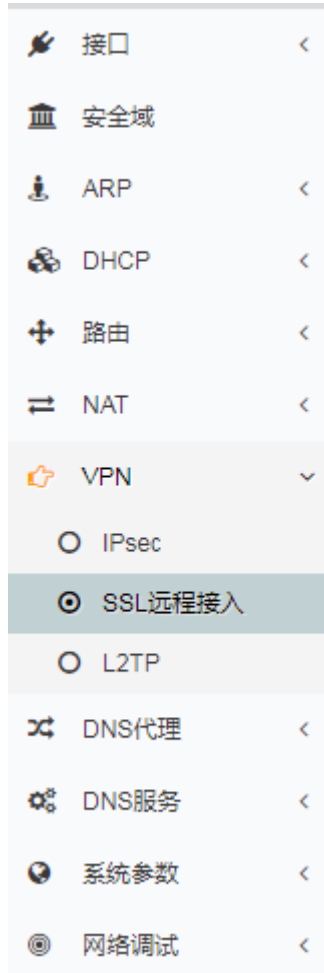 接口
安全域
ARP
DHCP
路由
NAT
VPN
IPsec
SSL远程接入
L2TP
DNS代理
DNS服务
系统参数
网络调试